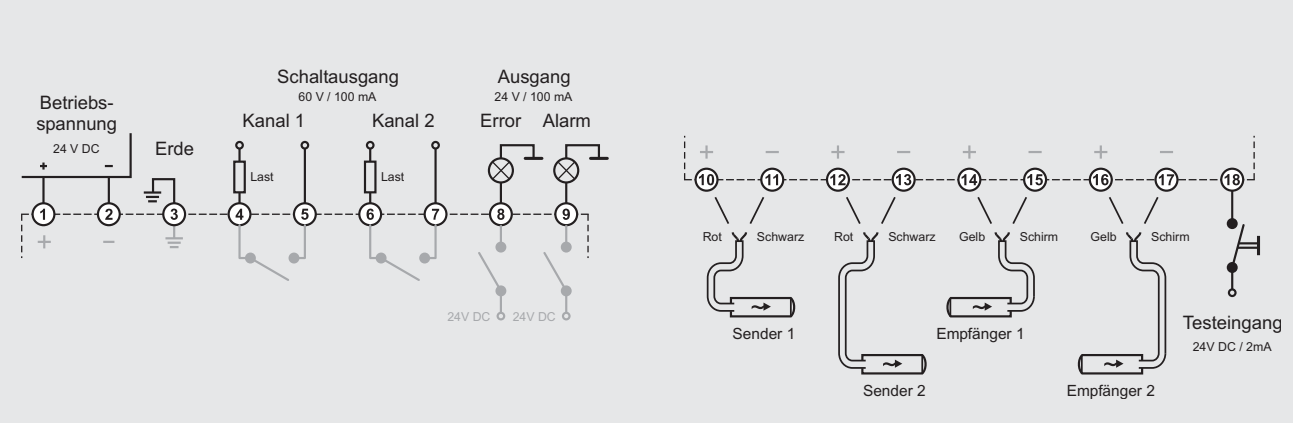 Betriebs-
spannung
24 V DC
+ −
Erde
Schaltausgang
60 V / 100 mA
Kanal 1 Kanal 2
Last Last
Ausgang
24 V / 100 mA
Error Alarm
1 2 3 4 5 6 7 8 9
+ −
24V DC 24V DC
+ − + − + − + −
10 11 12 13 14 15 16 17 18
Rot Schwarz Rot Schwarz Gelb Schirm Gelb Schirm
Sender 1
Sender 2
Empfänger 1
Empfänger 2
Testeingang
24V DC / 2mA